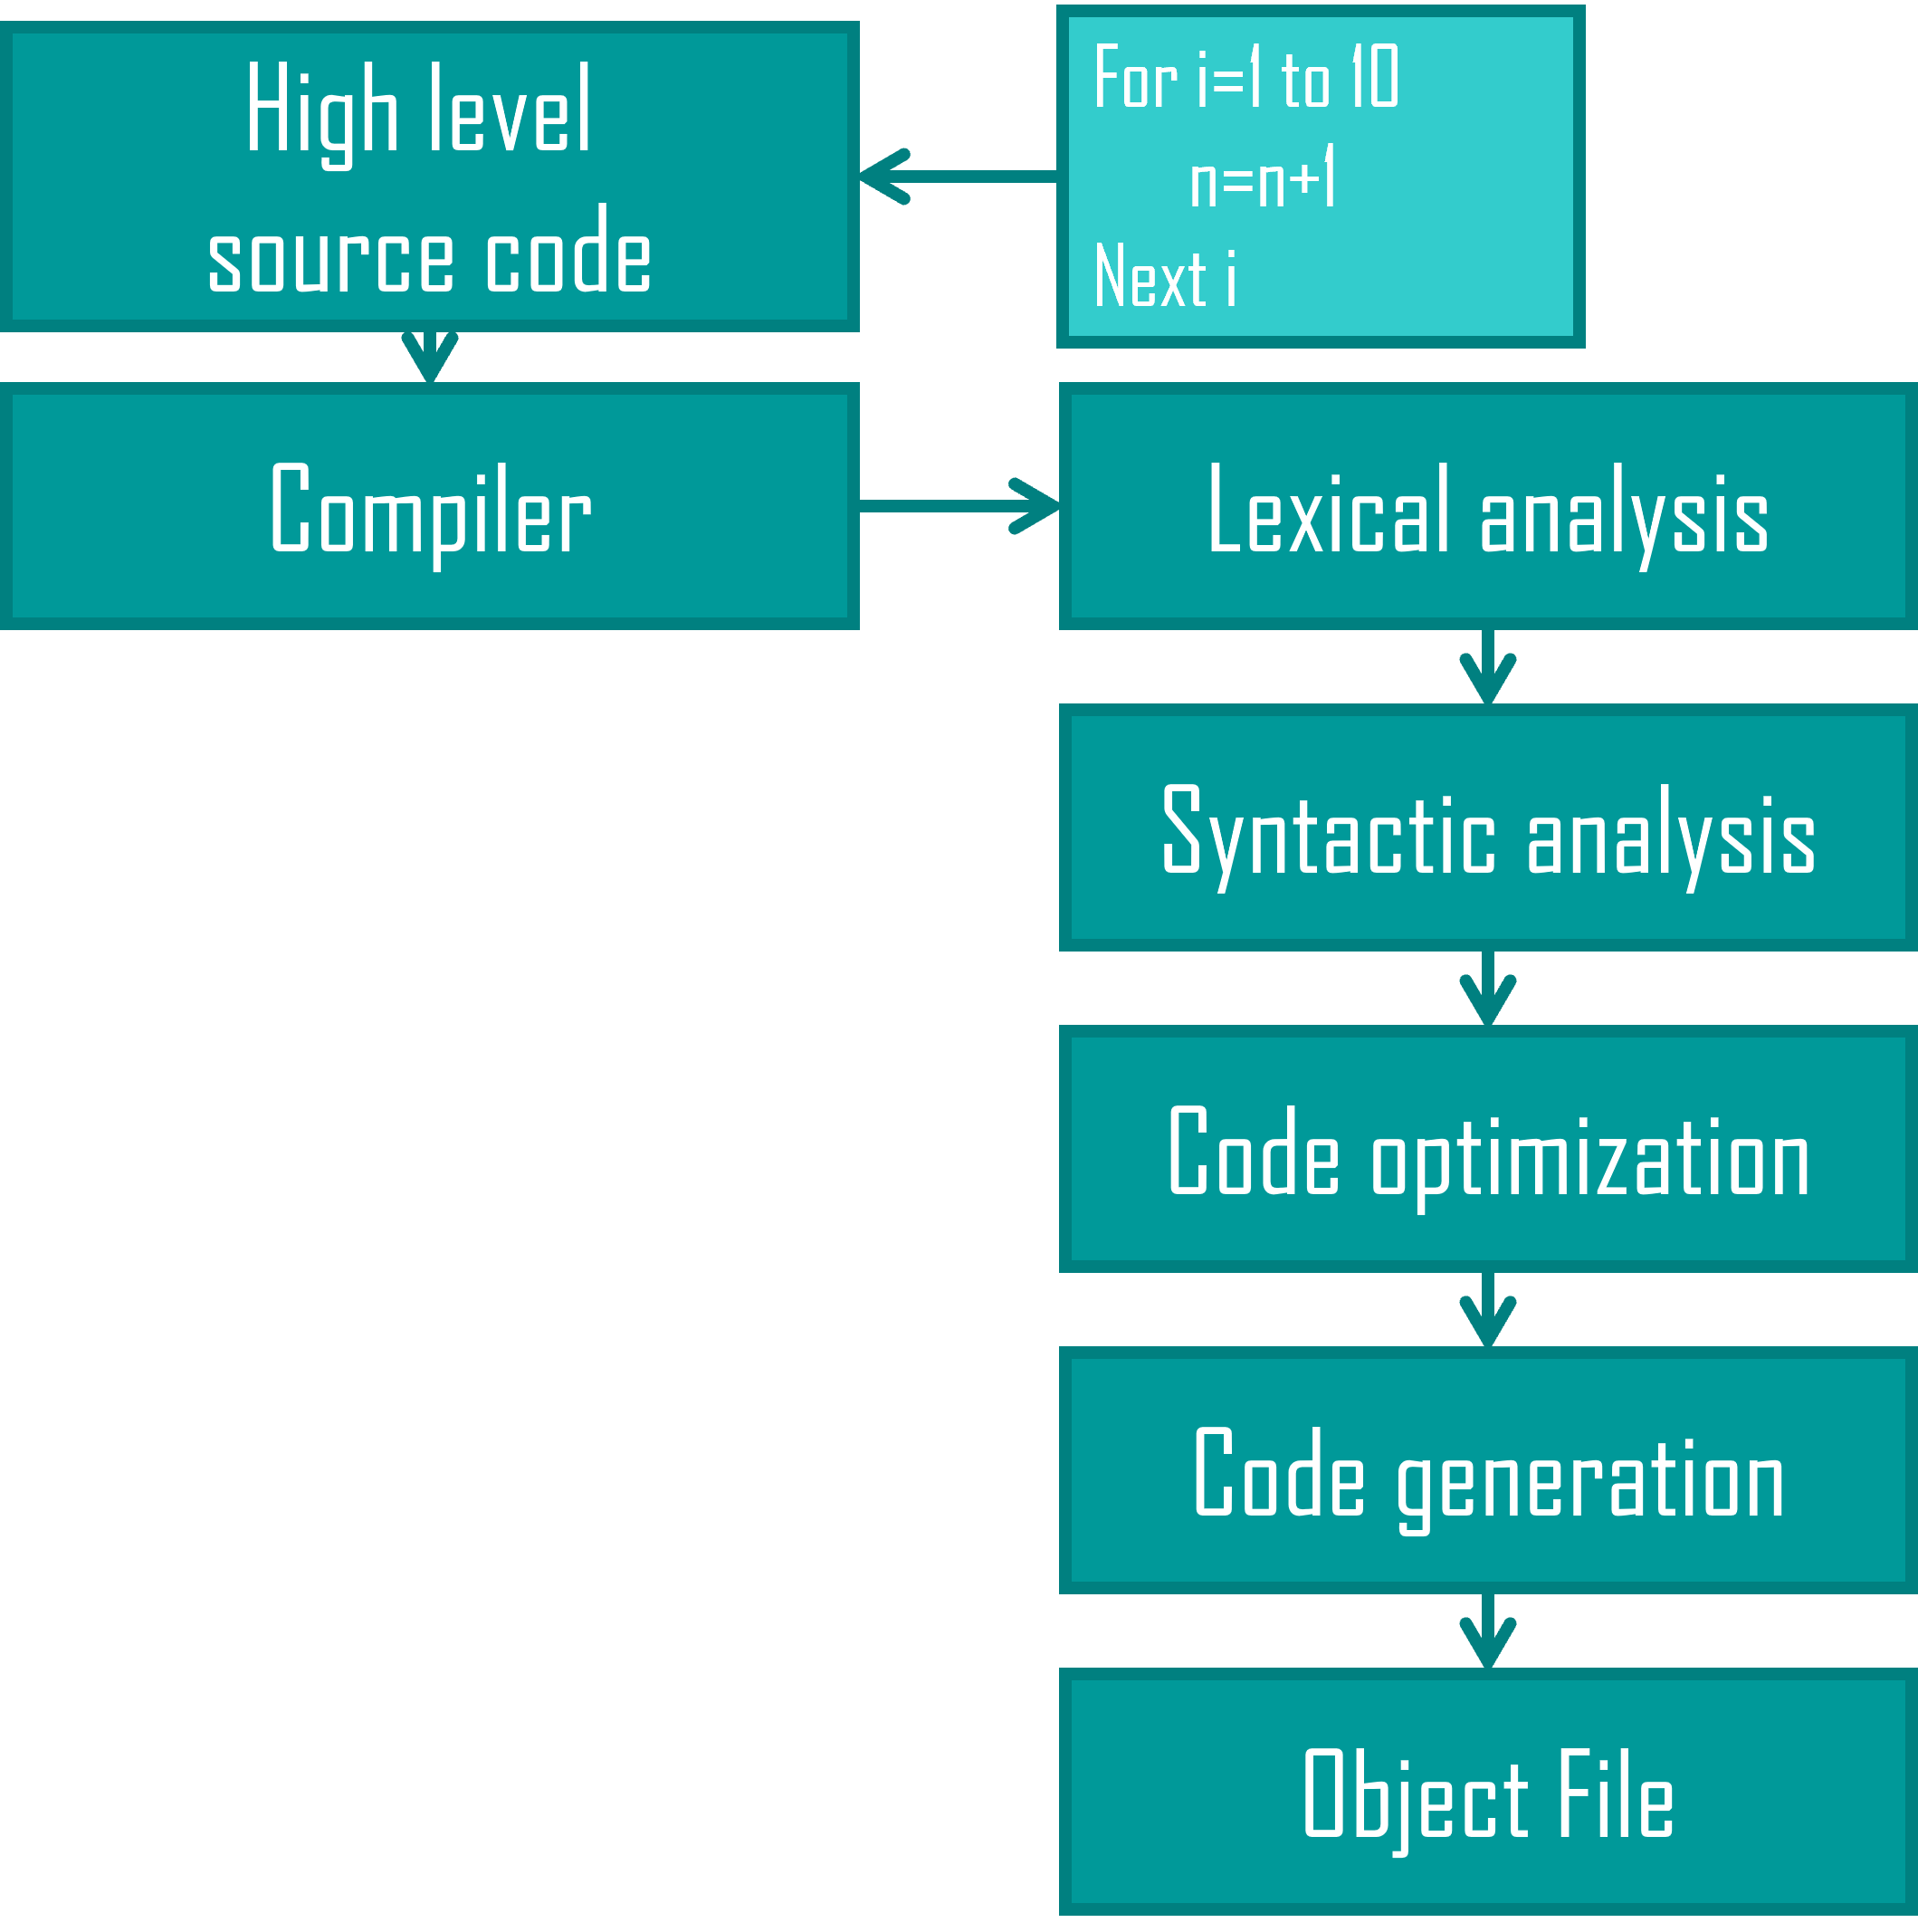 High level
source code
For i=1 to 10
n=n+1
Next i
Compiler
Lexical analysis
Syntactic analysis
Code optimization
Code generation
Object File